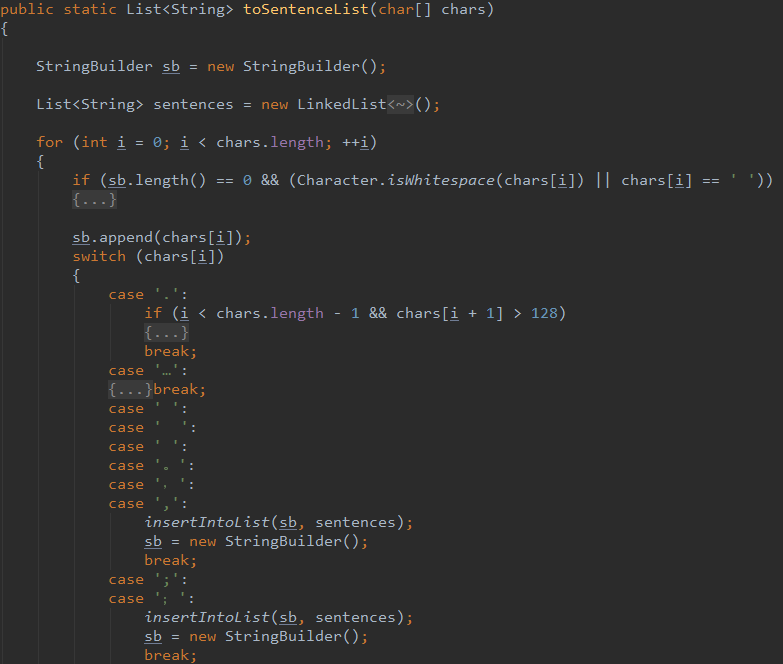 public static List<String> toSentenceList(char[] chars)
{
StringBuilder sb = new StringBuilder();
List<String> sentences = new LinkedList<~>();
for (int i = 0; i < chars.length; ++i)
{
if (sb.length() == 0 && (Character.isWhitespace(chars[i]) || chars[i] == ' '))
{...}
sb.append(chars[i]);
switch (chars[i])
{
case '.':
if (i < chars.length - 1 && chars[i + 1] > 128)
{...}
break;
case '…':
{...}break;
case ' ':
case '	':
case ' ':
case '。':
case '，':
case ',':
insertIntoList(sb, sentences);
sb = new StringBuilder();
break;
case ';':
case '；':
insertIntoList(sb, sentences);
sb = new StringBuilder();
break;